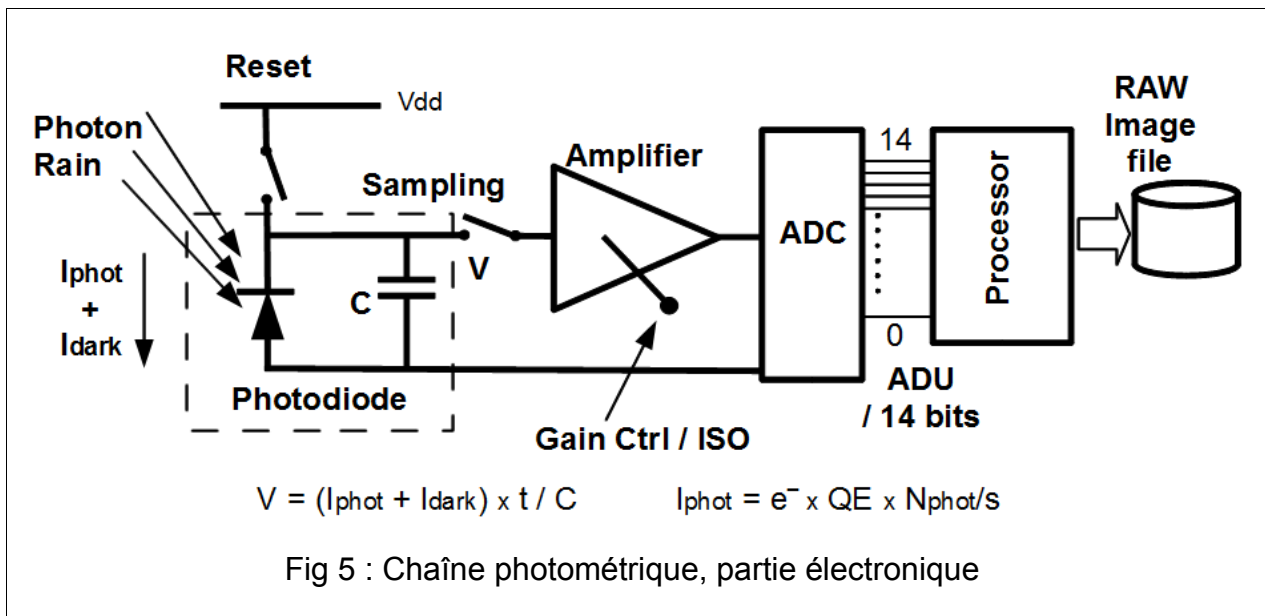 Reset
Vdd
Photon
Rain
Sampling
Amplifier
V
C
Iphot
+
Idark
Photodiode
Gain Ctrl / ISO
ADC
14
0
ADU
/ 14 bits
Processor
RAW
Image
file
V = (Iphot + Idark) x t / C
Iphot = e⁻ x QE x Nphot/s
Fig 5 : Chaîne photométrique, partie électronique